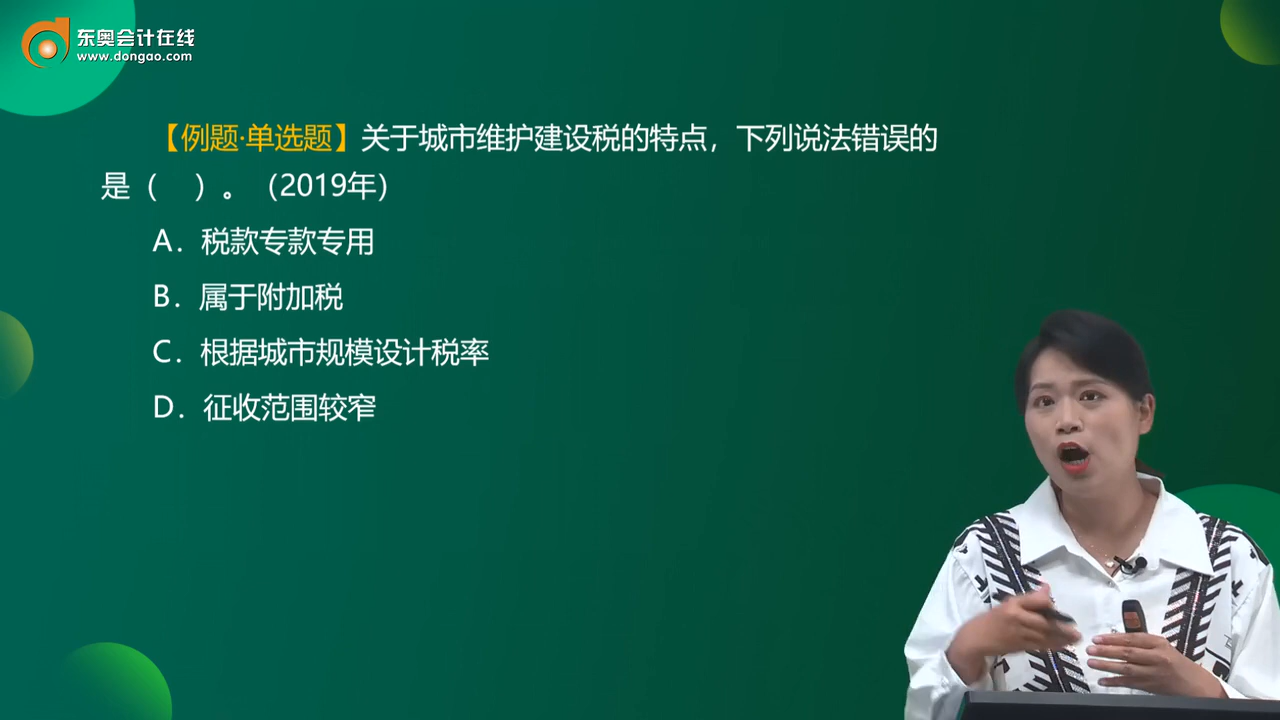 东奥会计在线
www.dongao.com
【例题·单选题】关于城市维护建设税的特点，下列说法错误的
是（ ）。（2019年）
A．税款专款专用
B．属于附加税
C．根据城市规模设计税率
D．征收范围较窄